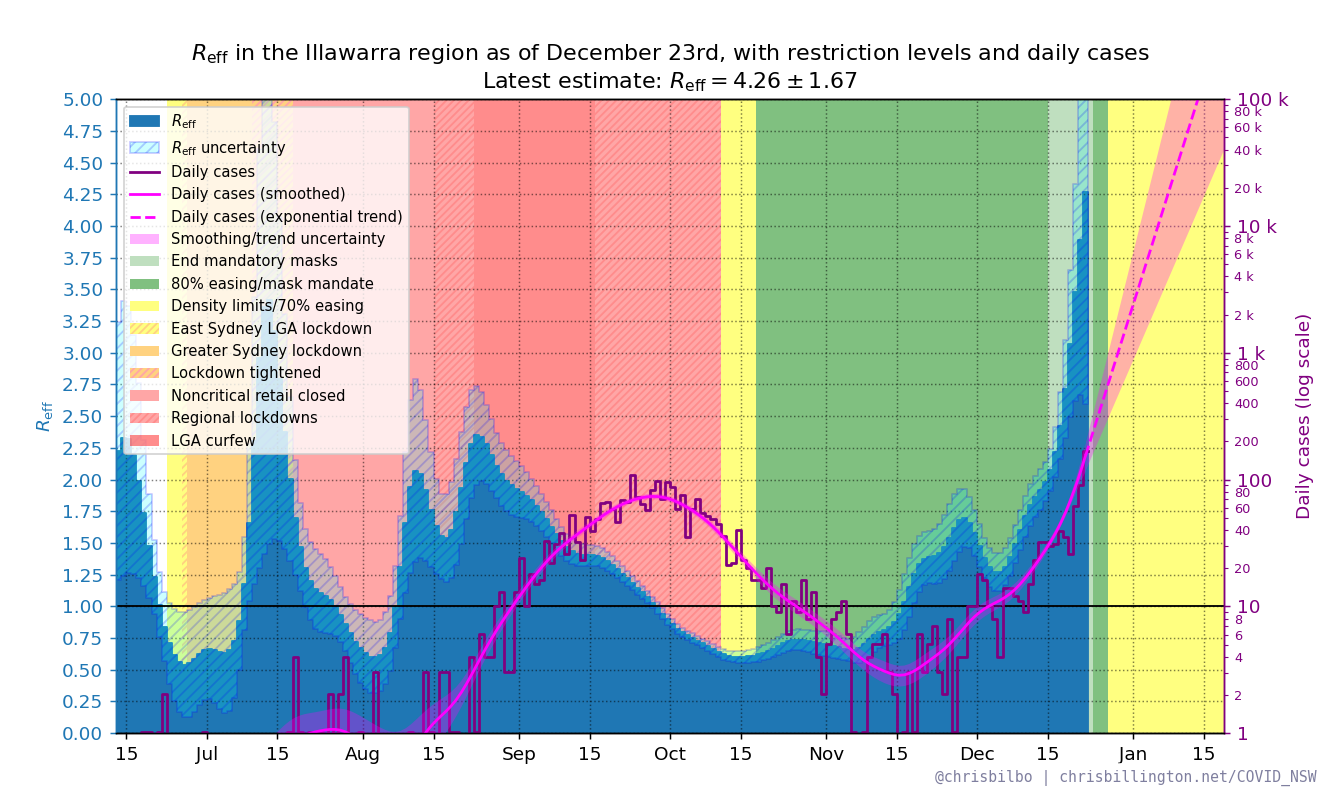 Reff in the Illawarra region as of December 23rd, with restriction levels and daily cases
Latest estimate: Reff = 4.26 ± 1.67
Reff
Reff uncertainty
Daily cases
Daily cases (smoothed)
Daily cases (exponential trend)
Smoothing/trend uncertainty
End mandatory masks
80% easing/mask mandate
Density limits/70% easing
East Sydney LGA lockdown
Greater Sydney lockdown
Lockdown tightened
Noncritical retail closed
Regional lockdowns
LGA curfew
Reff
5.00
4.75
4.50
4.25
4.00
3.75
3.50
3.25
3.00
2.75
2.50
2.25
2.00
1.75
1.50
1.25
1.00
0.75
0.50
0.25
0.00
100 k
80 k
60 k
40 k
20 k
10 k
8 k
6 k
4 k
2 k
1 k
800
600
400
200
100
80
60
40
20
10
8
6
4
2
1
Daily cases (log scale)
15 Jul 15 Aug 15 Sep 15 Oct 15 Nov 15 Dec 15 Jan 15
@chrisbilbo | chrisbillington.net/COVID_NSW